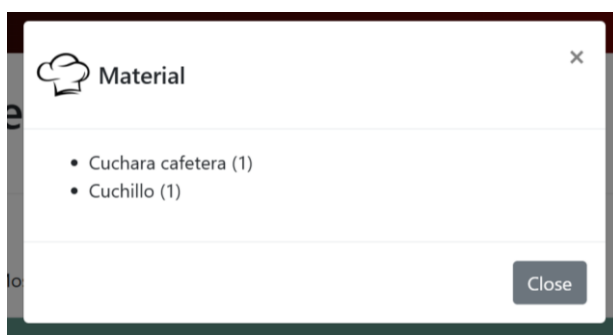 Material
×
e
• Cuchara cafetera (1)
• Cuchillo (1)
Close